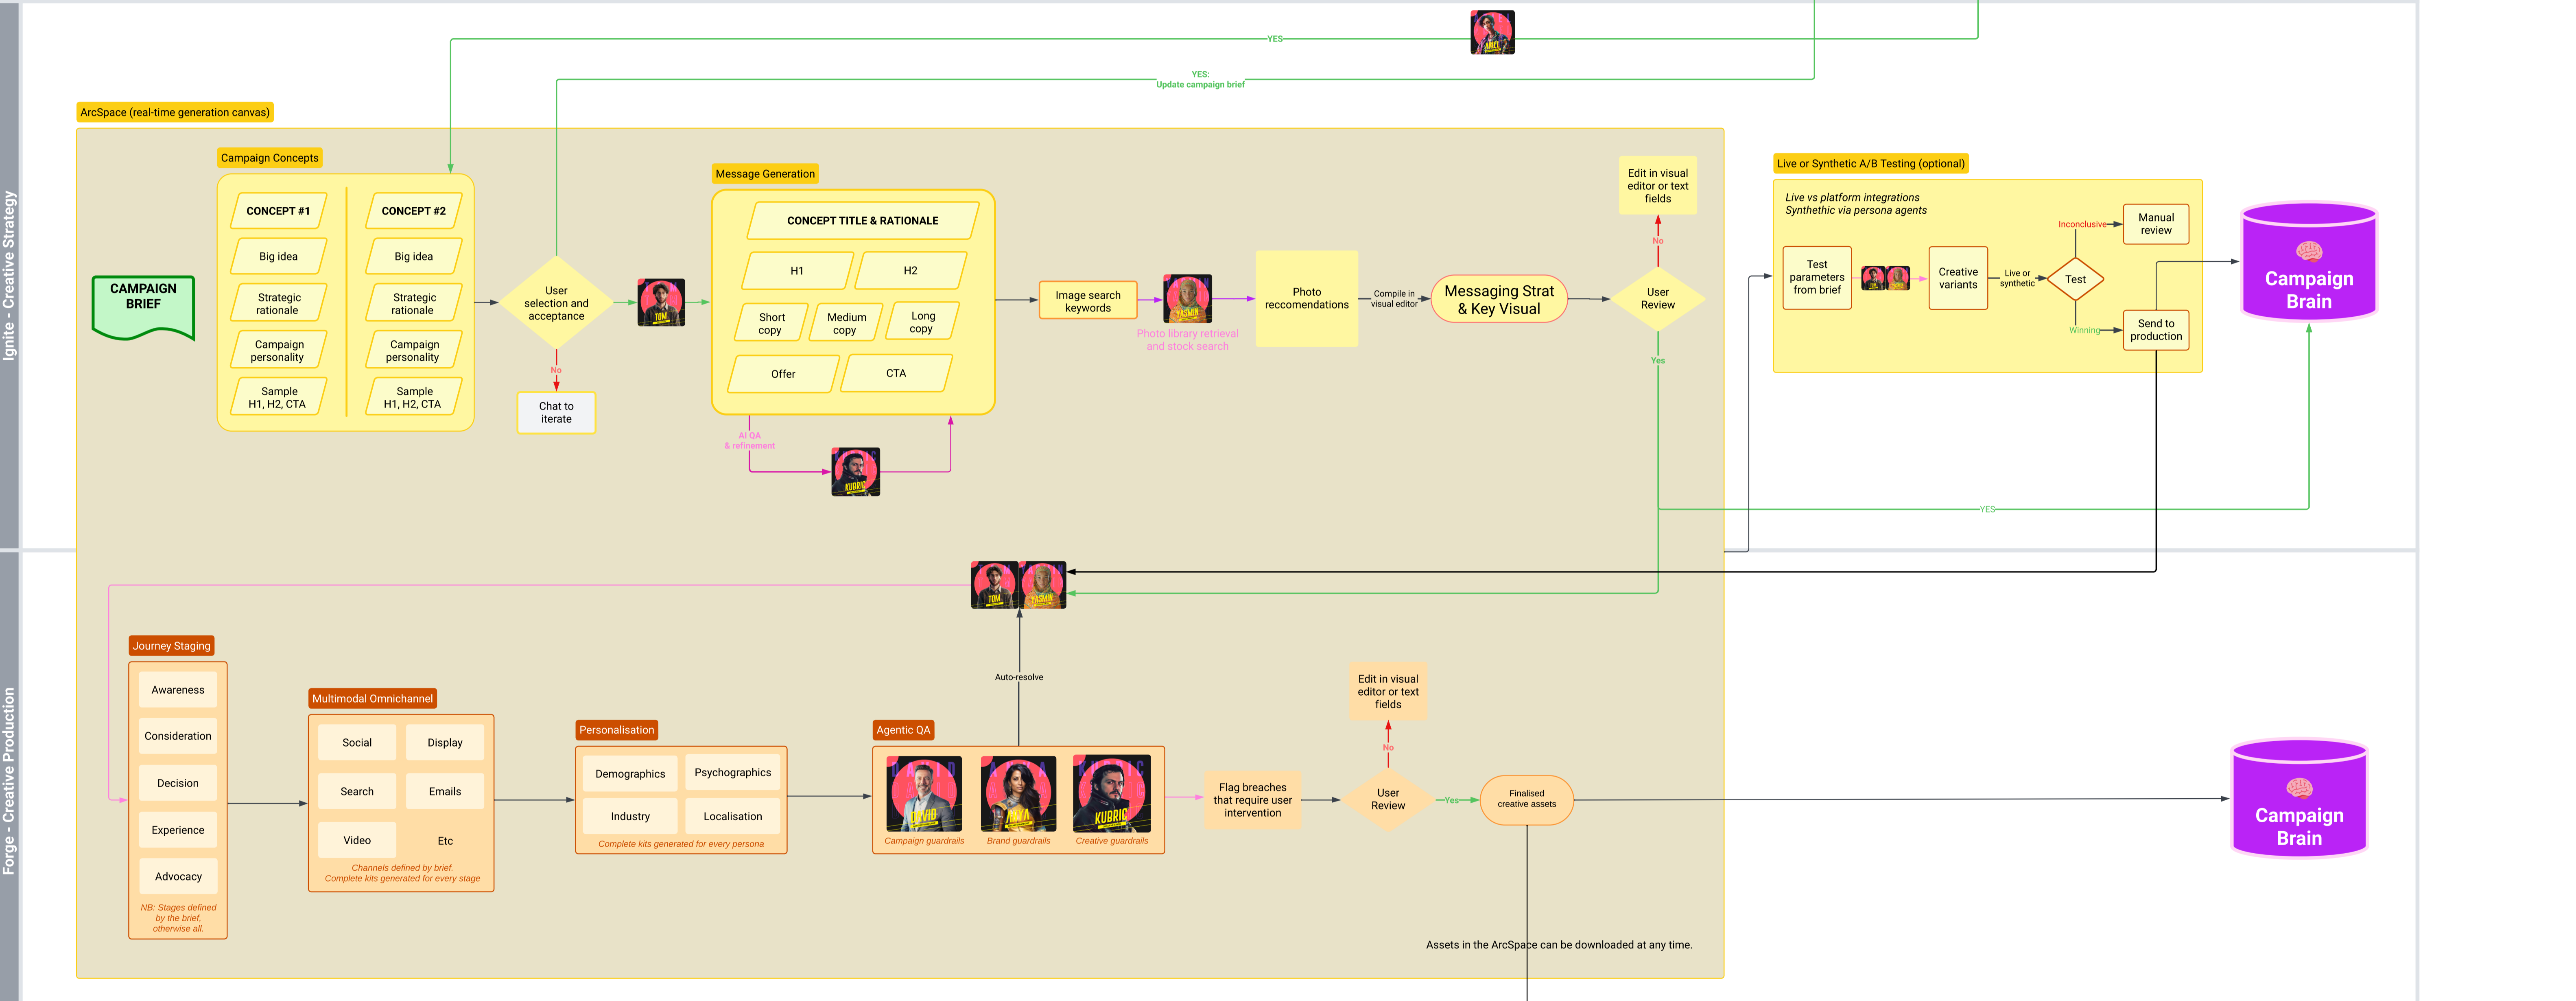 Ignite - Creative Strategy
YES
YES:
Update campaign brief
ArcSpace (real-time generation canvas)
CAMPAIGN
BRIEF
Campaign Concepts
CONCEPT #1
Big idea
Strategic
rationale
Campaign
personality
Sample
H1, H2, CTA
CONCEPT #2
Big idea
Strategic
rationale
Campaign
personality
Sample
H1, H2, CTA
User
selection and
acceptance
No
Chat to
iterate
TOM
Message Generation
CONCEPT TITLE & RATIONALE
H1
H2
Short
copy
Medium
copy
Long
copy
Offer
CTA
AI QA
& refinement
KUBRIC
Image search
keywords
YASMIN
Photo library retrieval
and stock search
Photo
reccomendations
Compile in
visual editor
Messaging Strat
& Key Visual
User
Review
No
Edit in visual
editor or text
fields
Yes
YES
Live or Synthetic A/B Testing (optional)
Live vs platform integrations
Synthethic via persona agents
Test
parameters
from brief
Creative
variants
Live or
synthetic
Test
Inconclusive
Manual
review
Winning
Send to
production
Campaign
Brain
Forge - Creative Production
TOM
YASMIN
Auto-resolve
Journey Staging
Awareness
Consideration
Decision
Experience
Advocacy
NB: Stages defined
by the brief,
otherwise all.
Multimodal Omnichannel
Social
Display
Search
Emails
Video
Etc
Channels defined by brief.
Complete kits generated for every stage
Personalisation
Demographics
Psychographics
Industry
Localisation
Complete kits generated for every persona
Agentic QA
DAVID
Campaign guardrails
Brand guardrails
KUBRIC
Creative guardrails
Flag breaches
that require user
intervention
User
Review
No
Edit in visual
editor or text
fields
Yes
Finalised
creative assets
Assets in the ArcSpace can be downloaded at any time.
Campaign
Brain